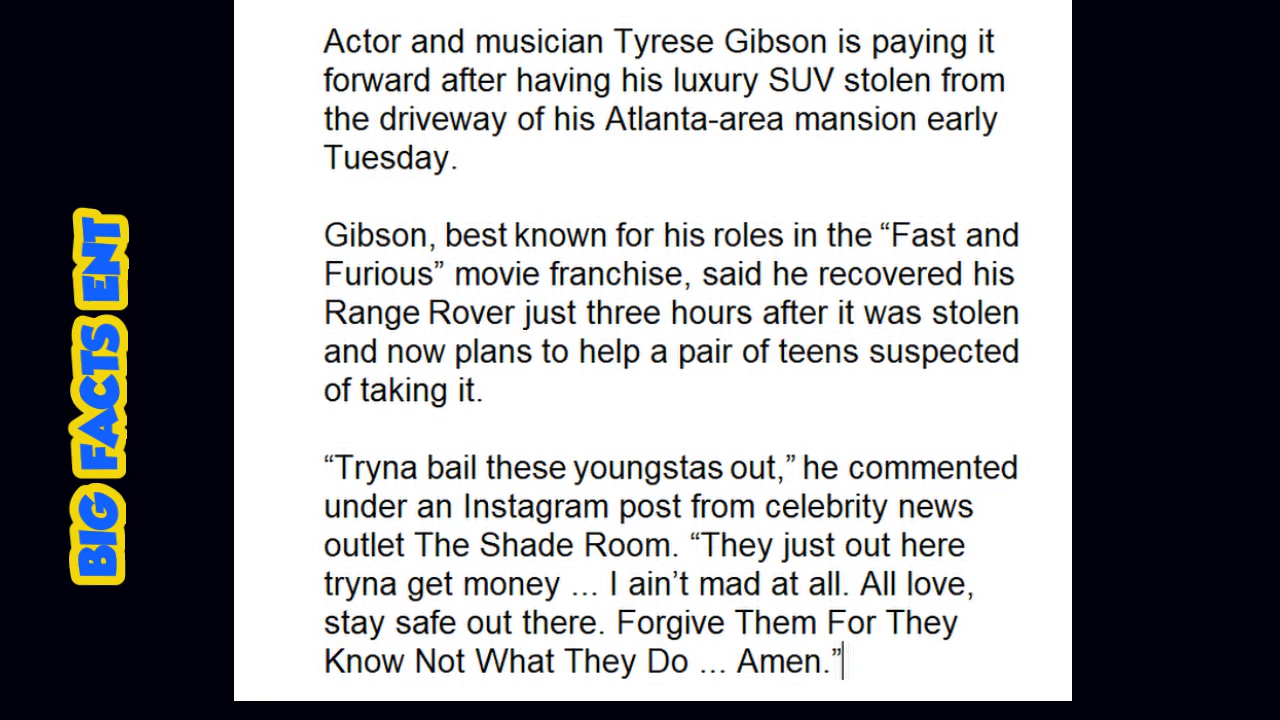 BIG FACTS ENT
Actor and musician Tyrese Gibson is paying it
forward after having his luxury SUV stolen from
the driveway of his Atlanta-area mansion early
Tuesday.
Gibson, best known for his roles in the “Fast and
Furious” movie franchise, said he recovered his
Range Rover just three hours after it was stolen
and now plans to help a pair of teens suspected
of taking it.
“Tryna bail these youngstas out,” he commented
under an Instagram post from celebrity news
outlet The Shade Room. “They just out here
tryna get money ... I ain’t mad at all. All love,
stay safe out there. Forgive Them For They
Know Not What They Do ... Amen.”